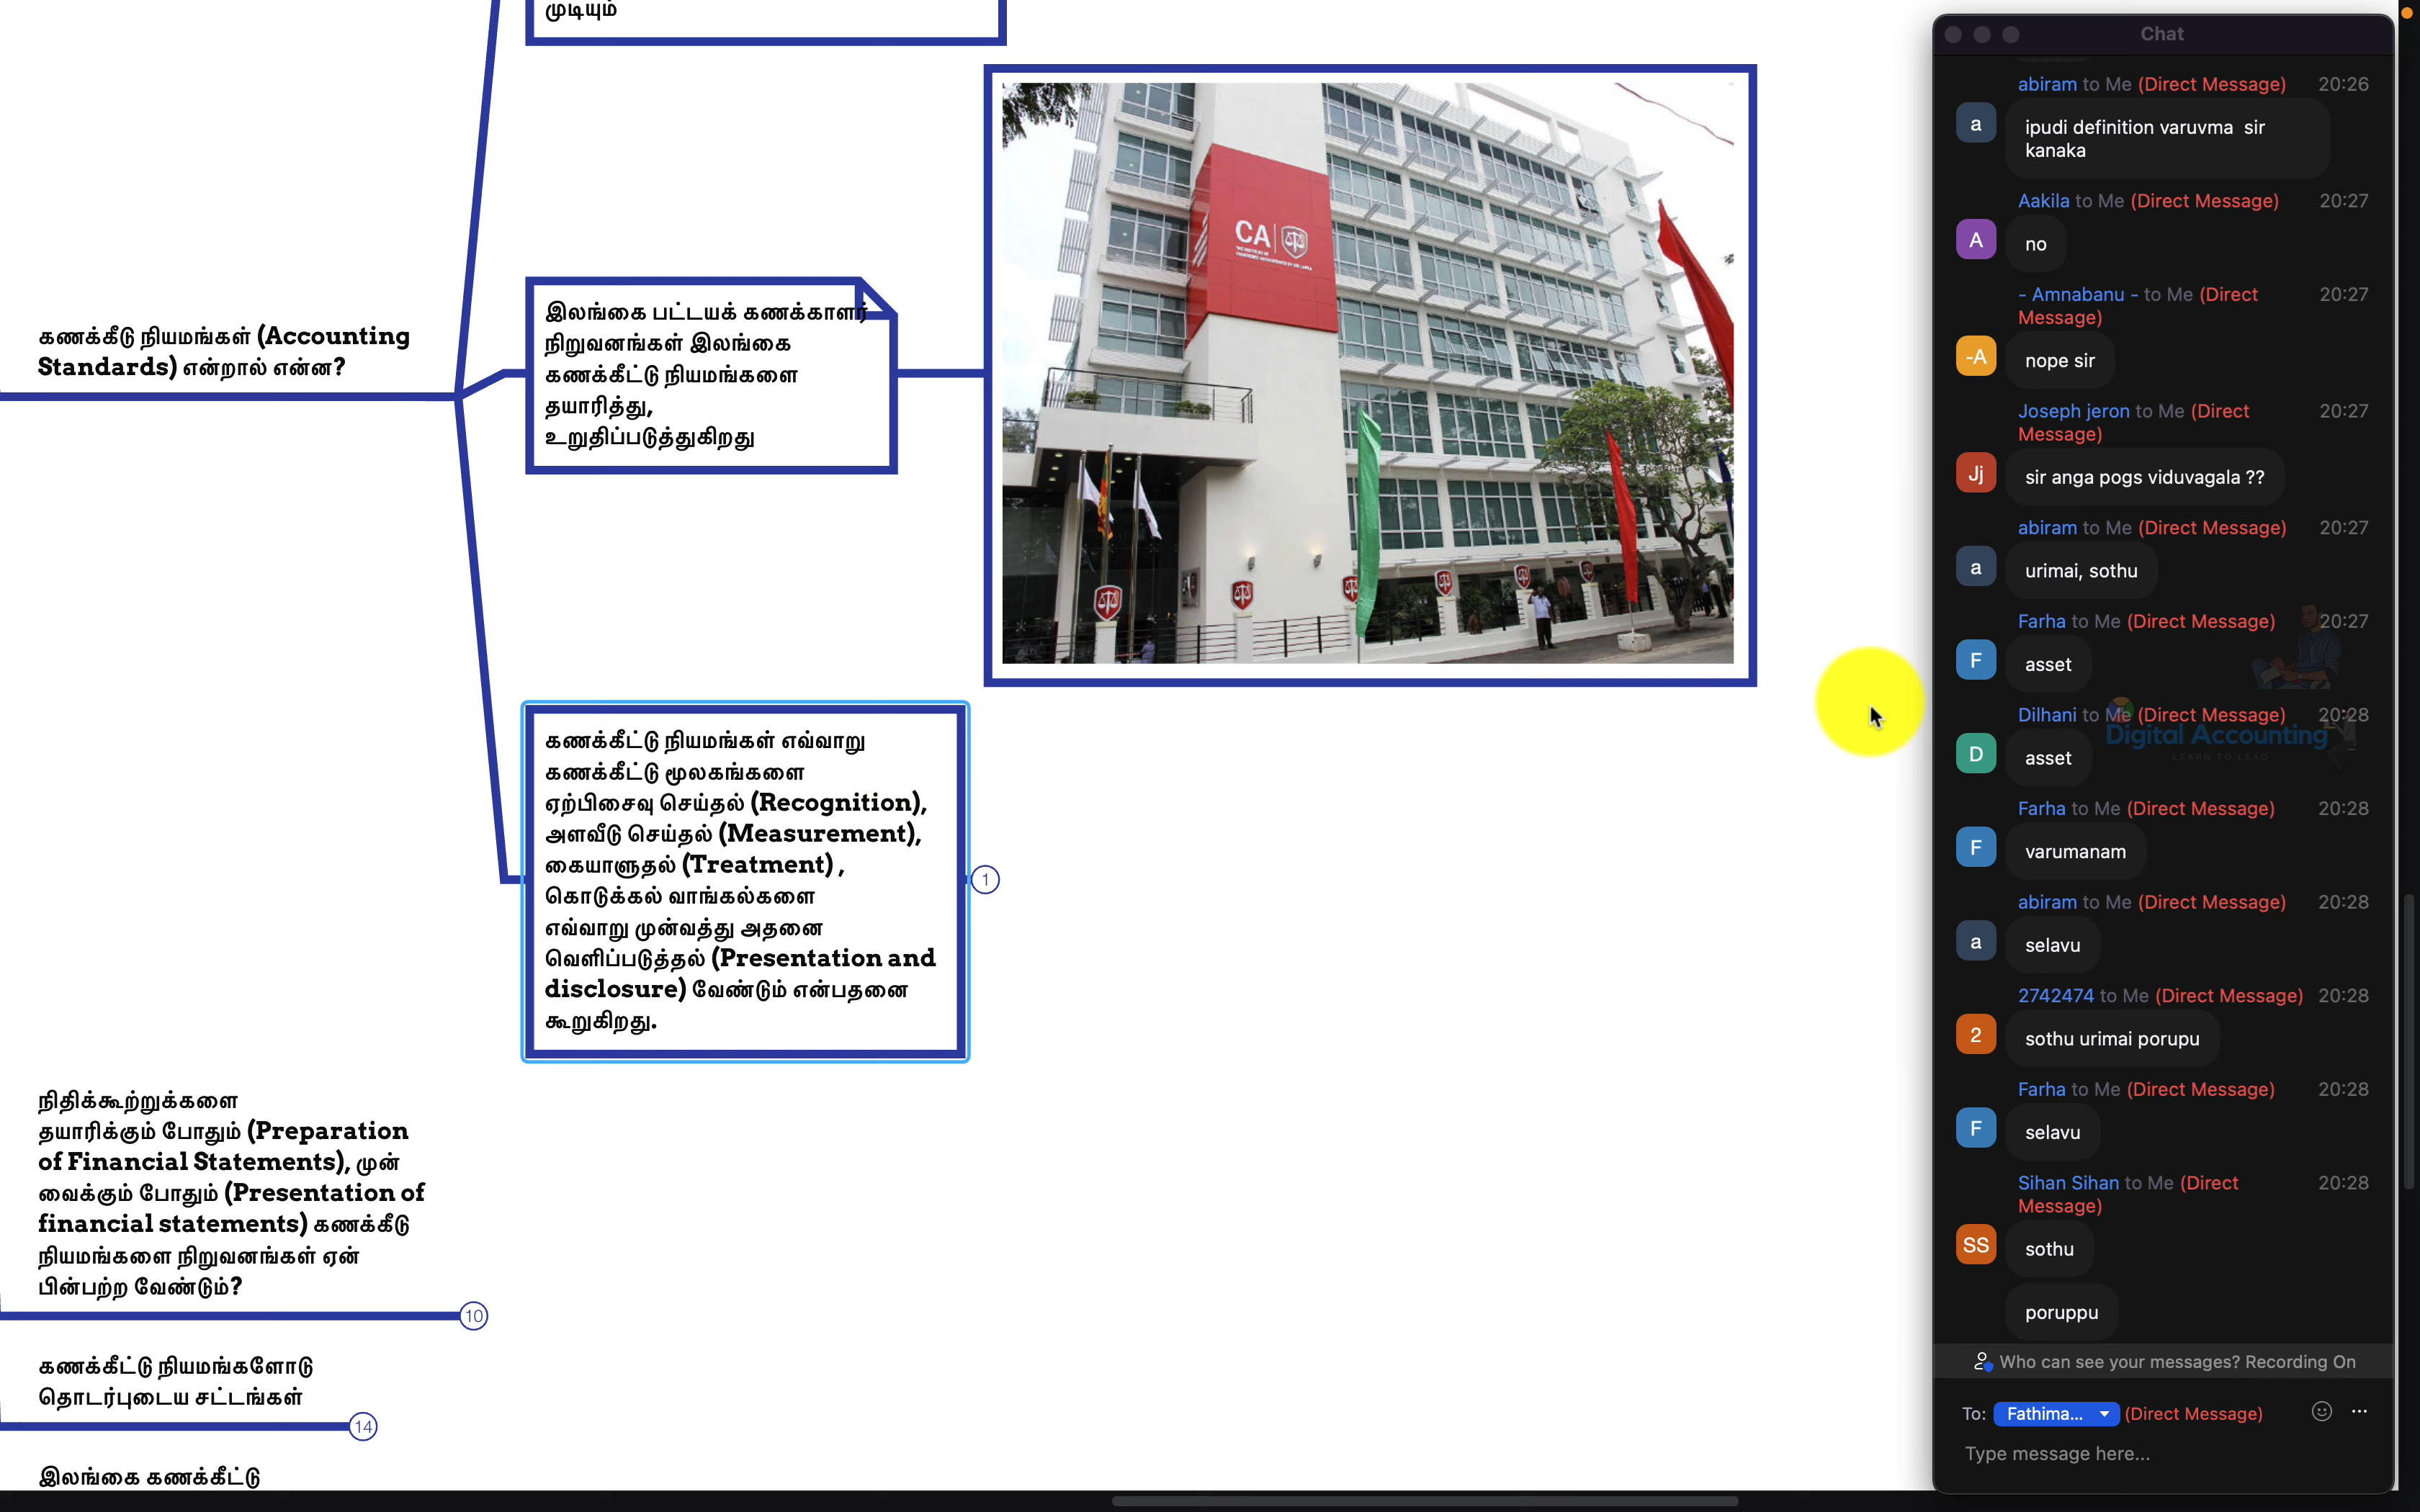 முடியும்
கணக்கீடு நியமங்கள் (Accounting
Standards) என்றால் என்ன?
இலங்கை பட்டயக் கணக்காளர்
நிறுவனங்கள் இலங்கை
கணக்கீட்டு நியமங்களை
தயாரித்து,
உறுதிப்படுத்துகிறது
CA
கணக்கீட்டு நியமங்கள் எவ்வாறு
கணக்கீட்டு மூலகங்களை
ஏற்பிசைவு செய்தல் (Recognition),
அளவீடு செய்தல் (Measurement),
கையாளுதல் (Treatment) ,
கொடுக்கல் வாங்கல்களை
எவ்வாறு முன்வத்து அதனை
வெளிப்படுத்தல் (Presentation and
disclosure) வேண்டும் என்பதனை
கூறுகிறது.
1
நிதிக்கூற்றுக்களை
தயாரிக்கும் போதும் (Preparation
of Financial Statements), முன்
வைக்கும் போதும் (Presentation of
financial statements) கணக்கீடு
நியமங்களை நிறுவனங்கள் ஏன்
பின்பற்ற வேண்டும்?
10
கணக்கீட்டு நியமங்களோடு
தொடர்புடைய சட்டங்கள்
14
இலங்கை கணக்கீட்டு
Chat
abiram to Me (Direct Message) 20:26
a
ipudi definition varuvma sir
kanaka
Aakila to Me (Direct Message) 20:27
A
no
- Amnabanu - to Me (Direct 20:27
Message)
-A
nope sir
Joseph jeron to Me (Direct 20:27
Message)
Jj
sir anga pogs viduvagala ??
abiram to Me (Direct Message) 20:27
a
urimai, sothu
Farha to Me (Direct Message) 20:27
F
asset
Dilhani to Me (Direct Message) 20:28
Digital Accounting
LEARN TO LEAD
D
asset
Farha to Me (Direct Message) 20:28
F
varumanam
abiram to Me (Direct Message) 20:28
a
selavu
2742474 to Me (Direct Message) 20:28
2
sothu urimai porupu
Farha to Me (Direct Message) 20:28
F
selavu
Sihan Sihan to Me (Direct 20:28
Message)
SS
sothu
poruppu
Who can see your messages? Recording On
To: Fathima... (Direct Message)
Type message here...